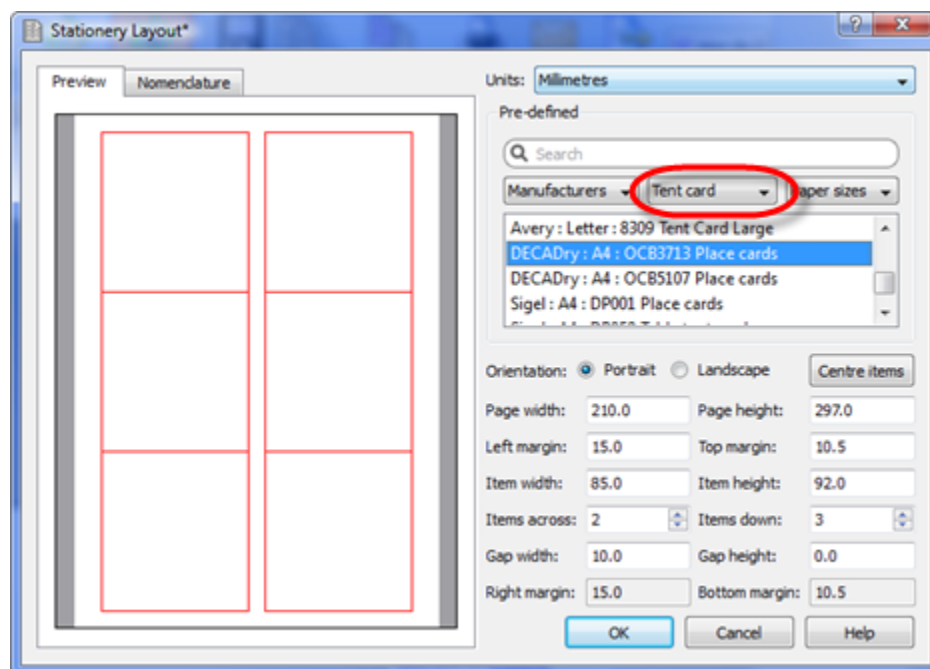 Stationery Layout*
Preview
Nomenclature
Units: Millimetres
Pre-defined
Search
Manufacturers
Tent card
aper sizes
Avery : Letter : 8309 Tent Card Large
DECADry : A4 : OCB3713 Place cards
DECADry : A4 : OCB5107 Place cards
Sigel : A4 : DP001 Place cards
Orientation: Portrait Landscape Centre items
Page width: 210.0 Page height: 297.0
Left margin: 15.0 Top margin: 10.5
Item width: 85.0 Item height: 92.0
Items across: 2 Items down: 3
Gap width: 10.0 Gap height: 0.0
Right margin: 15.0 Bottom margin: 10.5
OK Cancel Help